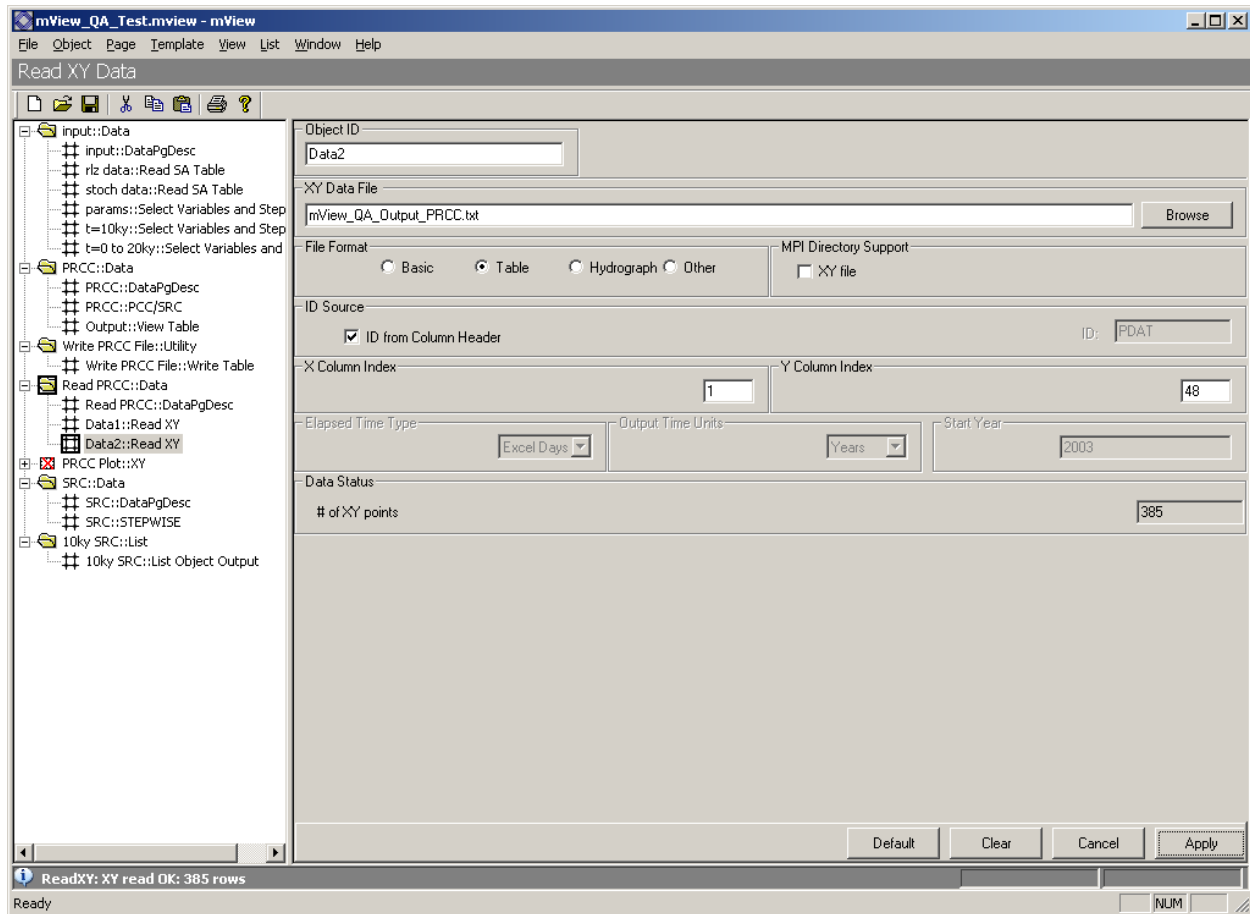 mView_QA_Test.mview - mView
File Object Page Template View List Window Help
Read XY Data
input::Data
input::DataPgDesc
rlz data::Read SA Table
stoch data::Read SA Table
params::Select Variables and Step
t=10ky::Select Variables and Step
t=0 to 20ky::Select Variables and
PRCC::Data
PRCC::DataPgDesc
PRCC::PCC/SRC
Output::View Table
Write PRCC File::Utility
Write PRCC File::Write Table
Read PRCC::Data
Read PRCC::DataPgDesc
Data1::Read XY
Data2::Read XY
PRCC Plot::XY
SRC::Data
SRC::DataPgDesc
SRC::STEPWISE
10ky SRC::List
10ky SRC::List Object Output
Object ID
Data2
XY Data File
mView_QA_Output_PRCC.txt Browse
File Format MPI Directory Support
Basic Table Hydrograph Other XY file
ID Source
ID from Column Header ID: PDAT
X Column Index Y Column Index
1 48
Elapsed Time Type Output Time Units Start Year
Excel Days Years 2003
Data Status
# of XY points 385
Default Clear Cancel Apply
ReadXY: XY read OK: 385 rows
Ready NUM